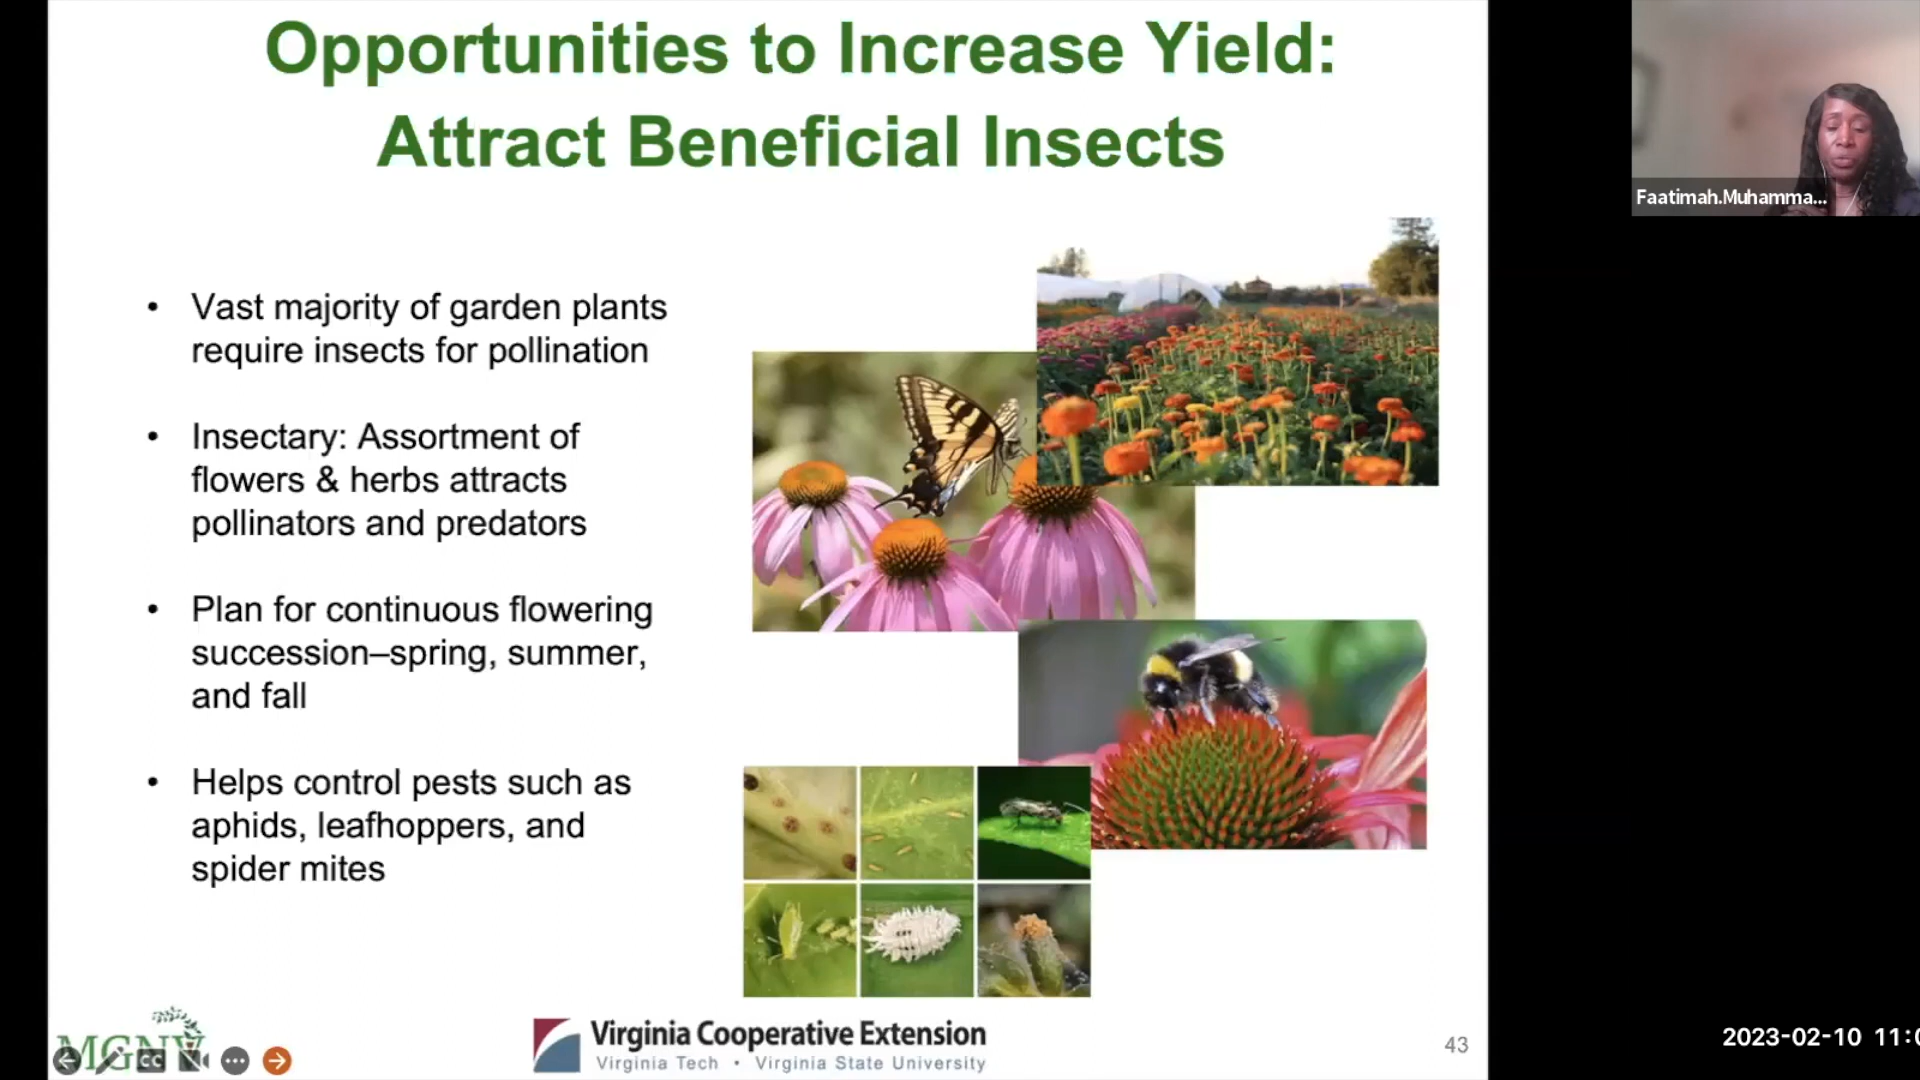 Opportunities to Increase Yield:
Attract Beneficial Insects
• Vast majority of garden plants
require insects for pollination
• Insectary: Assortment of
flowers & herbs attracts
pollinators and predators
• Plan for continuous flowering
succession–spring, summer,
and fall
• Helps control pests such as
aphids, leafhoppers, and
spider mites
Faatimah.Muhamma...
MGNV
CC
Virginia Cooperative Extension
Virginia Tech • Virginia State University
43
2023-02-10 11:0